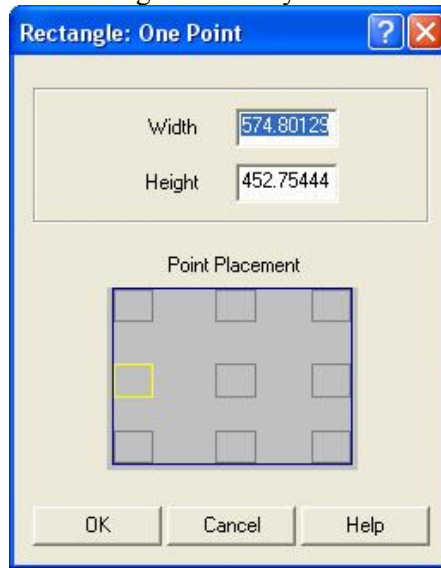 Rectangle: One Point
Width 574.80129
Height 452.75444
Point Placement
OK Cancel Help